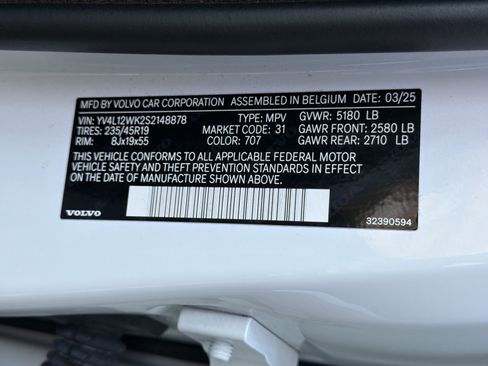 MFD BY VOLVO CAR CORPORATION ASSEMBLED IN BELGIUM DATE: 03/25
VIN: YV4L12WK2S2148878 TYPE: MPV GVWR: 5180 LB
TIRES: 235/45R19 MARKET CODE: 31 GAWR FRONT: 2580 LB
RIM: 8Jx19x55 COLOR: 707 GAWR REAR: 2710 LB
THIS VEHICLE CONFORMS TO ALL APPLICABLE FEDERAL MOTOR
VEHICLE SAFETY AND THEFT PREVENTION STANDARDS IN EFFECT
ON THE DATE OF MANUFACTURE SHOWN ABOVE.
VOLVO 32390594